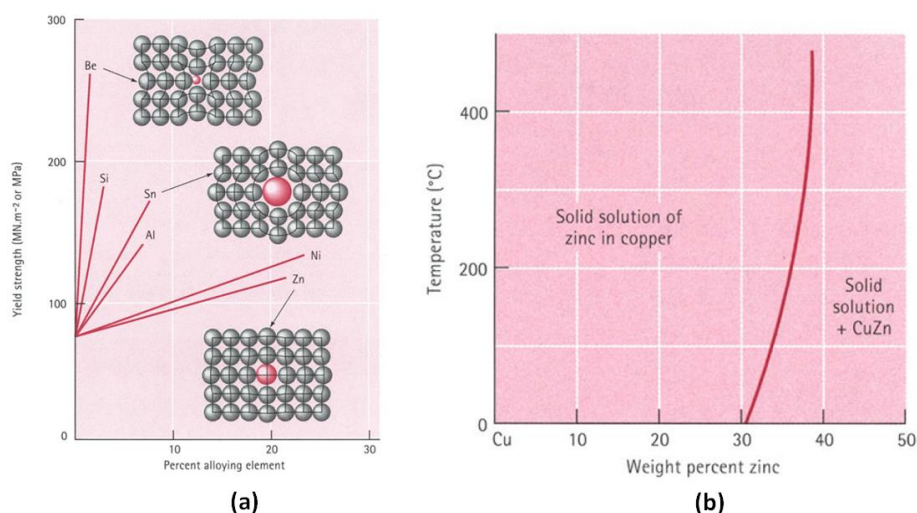 300
200
100
0
Yield strength (MN.m⁻² or MPa)
Be
Si
Sn
Al
Ni
Zn
10
20
30
Percent alloying element
(a)
400
200
0
Temperature (°C)
Solid solution of
zinc in copper
Solid
solution
+ CuZn
Cu
10
20
30
40
50
Weight percent zinc
(b)